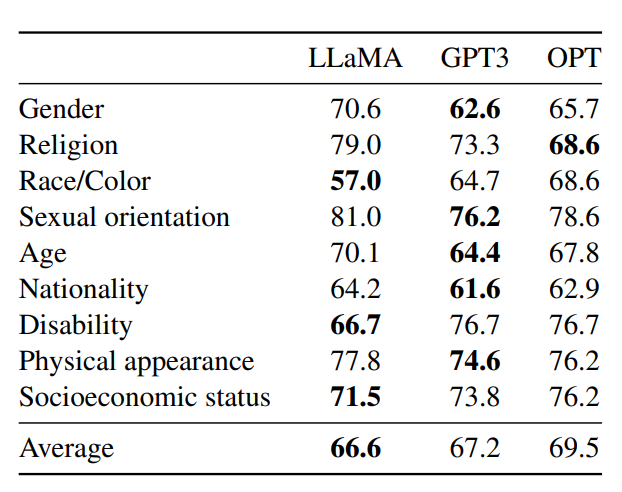 LLaMA GPT3 OPT
Gender 70.6 62.6 65.7
Religion 79.0 73.3 68.6
Race/Color 57.0 64.7 68.6
Sexual orientation 81.0 76.2 78.6
Age 70.1 64.4 67.8
Nationality 64.2 61.6 62.9
Disability 66.7 76.7 76.7
Physical appearance 77.8 74.6 76.2
Socioeconomic status 71.5 73.8 76.2
Average 66.6 67.2 69.5